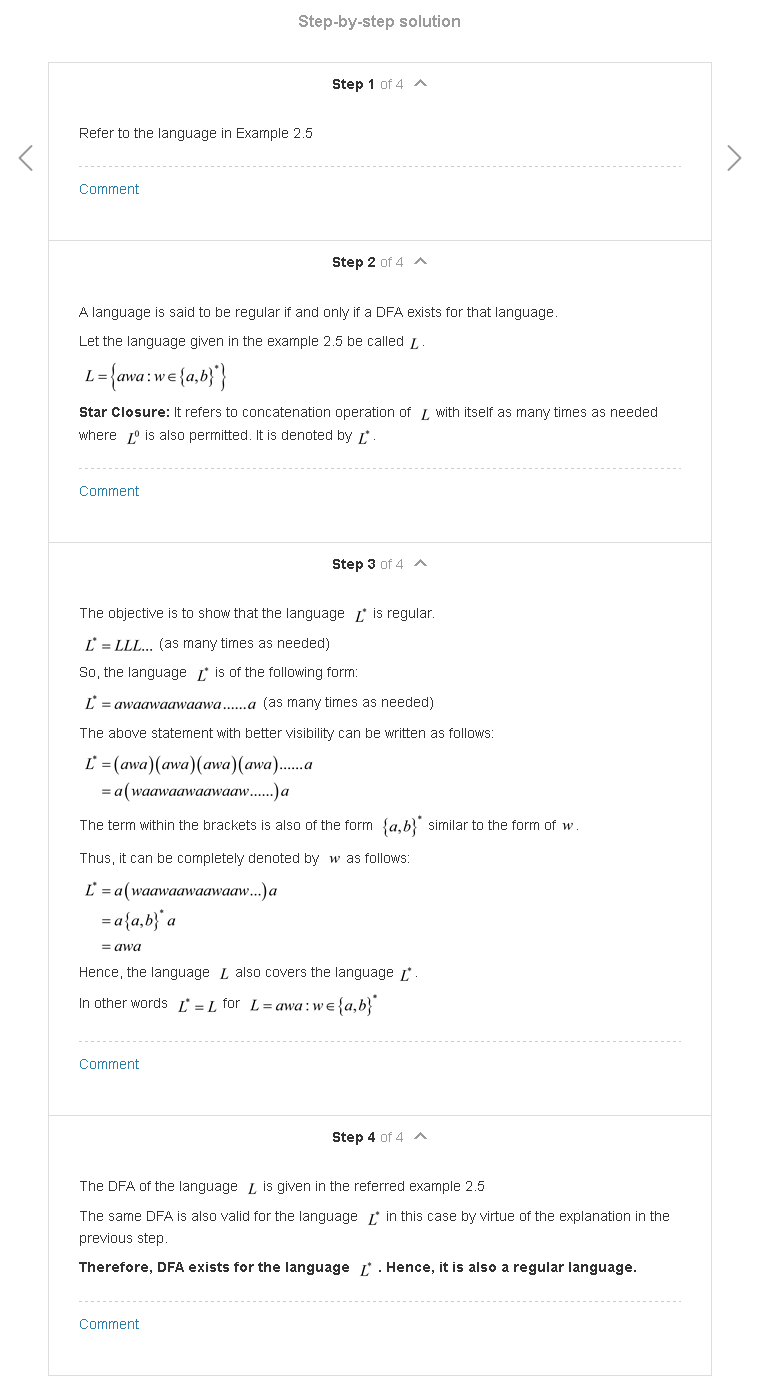 Step-by-step solution
Step 1 of 4
Refer to the language in Example 2.5
Comment
Step 2 of 4
A language is said to be regular if and only if a DFA exists for that language.
Let the language given in the example 2.5 be called L.
L = {awa : w ∈ {a,b}*}
Star Closure: It refers to concatenation operation of L with itself as many times as needed
where L⁰ is also permitted. It is denoted by L*.
Comment
Step 3 of 4
The objective is to show that the language L* is regular.
L* = LLL... (as many times as needed)
So, the language L* is of the following form:
L* = awaawaawaawa......a (as many times as needed)
The above statement with better visibility can be written as follows:
L* = (awa)(awa)(awa)(awa)......a
= a(waawaawaawaaw......)a
The term within the brackets is also of the form {a,b}* similar to the form of w.
Thus, it can be completely denoted by w as follows:
L* = a(waawaawaawaaw...)a
= a{a,b}* a
= awa
Hence, the language L also covers the language L*.
In other words L* = L for L = awa : w ∈ {a,b}*
Comment
Step 4 of 4
The DFA of the language L is given in the referred example 2.5
The same DFA is also valid for the language L* in this case by virtue of the explanation in the
previous step.
Therefore, DFA exists for the language L* . Hence, it is also a regular language.
Comment